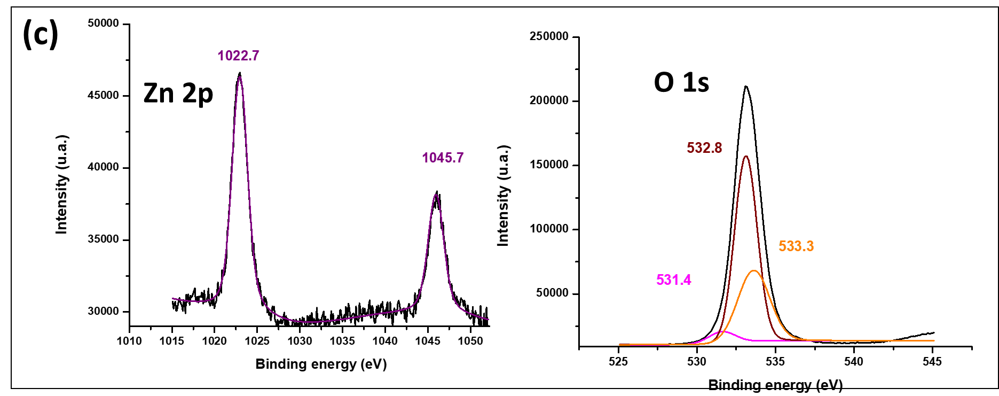 (c)
50000
45000
40000
35000
30000
Intensity (u.a.)
Zn 2p
1022.7
1045.7
1010 1015 1020 1025 1030 1035 1040 1045 1050
Binding energy (eV)
250000
200000
150000
100000
50000
Intensity (u.a.)
O 1s
532.8
533.3
531.4
525 530 535 540 545
Binding energy (eV)